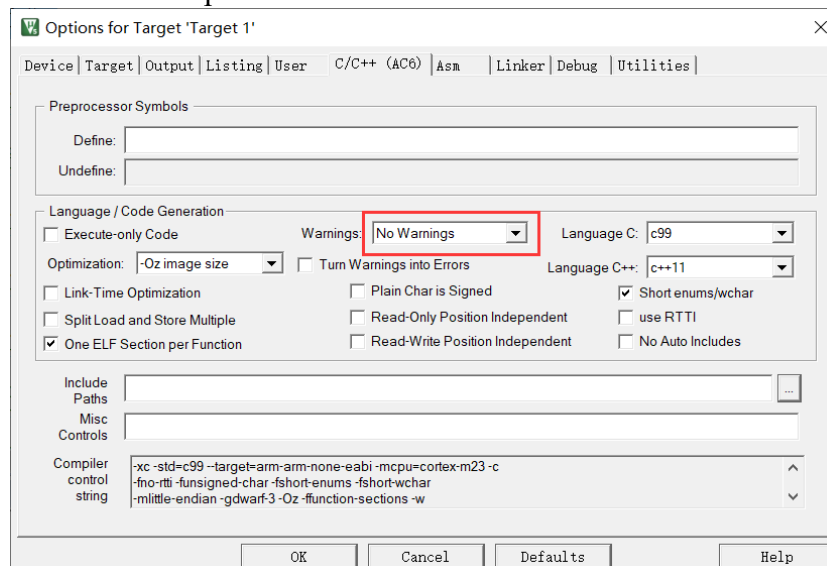 Options for Target 'Target 1'
Device Target Output Listing User C/C++ (AC6) Asm Linker Debug Utilities
Preprocessor Symbols
Define:
Undefine:
Language / Code Generation
Execute-only Code Warnings: No Warnings Language C: c99
Optimization: -Oz image size Turn Warnings into Errors Language C++: c++11
Link-Time Optimization Plain Char is Signed Short enums/wchar
Split Load and Store Multiple Read-Only Position Independent use RTTI
One ELF Section per Function Read-Write Position Independent No Auto Includes
Include
Paths
...
Misc
Controls
Compiler
control
string
-xc -std=c99 --target=arm-arm-none-eabi -mcpu=cortex-m23 -c
-fno-rtti -funsigned-char -fshort-enums -fshort-wchar
-mlittle-endian -gdwarf-3 -Oz -ffunction-sections -w
OK Cancel Defaults Help